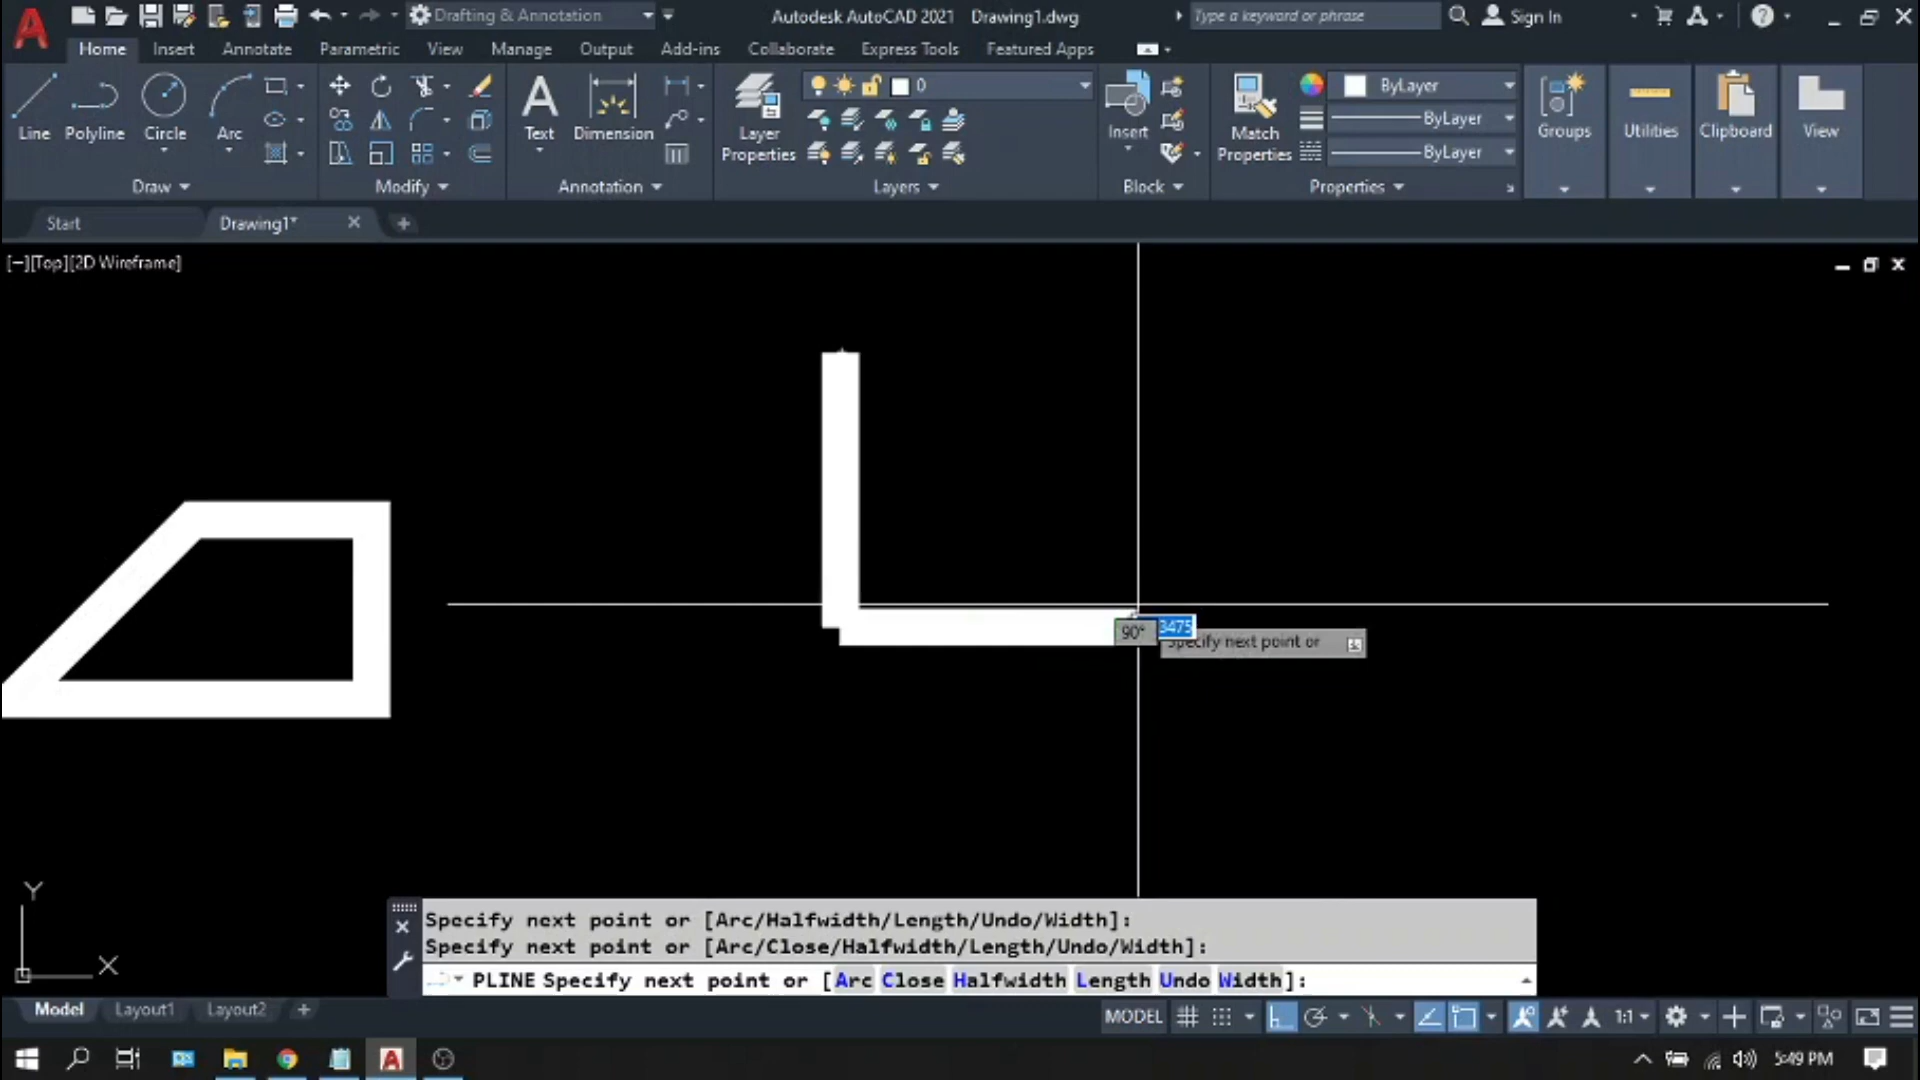 Drafting & Annotation
Autodesk AutoCAD 2021 Drawing1.dwg
Type a keyword or phrase
Sign In
Home Insert Annotate Parametric View Manage Output Add-ins Collaborate Express Tools Featured Apps
Line Polyline Circle Arc
Text Dimension
Layer Properties
0
Insert
Match Properties
ByLayer
ByLayer
ByLayer
Groups Utilities Clipboard View
Draw Modify Annotation Layers Block Properties
Start Drawing1*
[−][Top][2D Wireframe]
90° 3475
Specify next point or
Y
X
Specify next point or [Arc/Halfwidth/Length/Undo/Width]:
Specify next point or [Arc/Close/Halfwidth/Length/Undo/Width]:
PLINE Specify next point or [Arc Close Halfwidth Length Undo Width]:
Model Layout1 Layout2
MODEL 1:1
5:49 PM